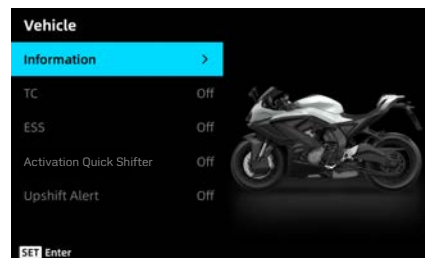 Vehicle
Information >
TC Off
ESS Off
Activation Quick Shifter Off
Upshift Alert Off
SET Enter